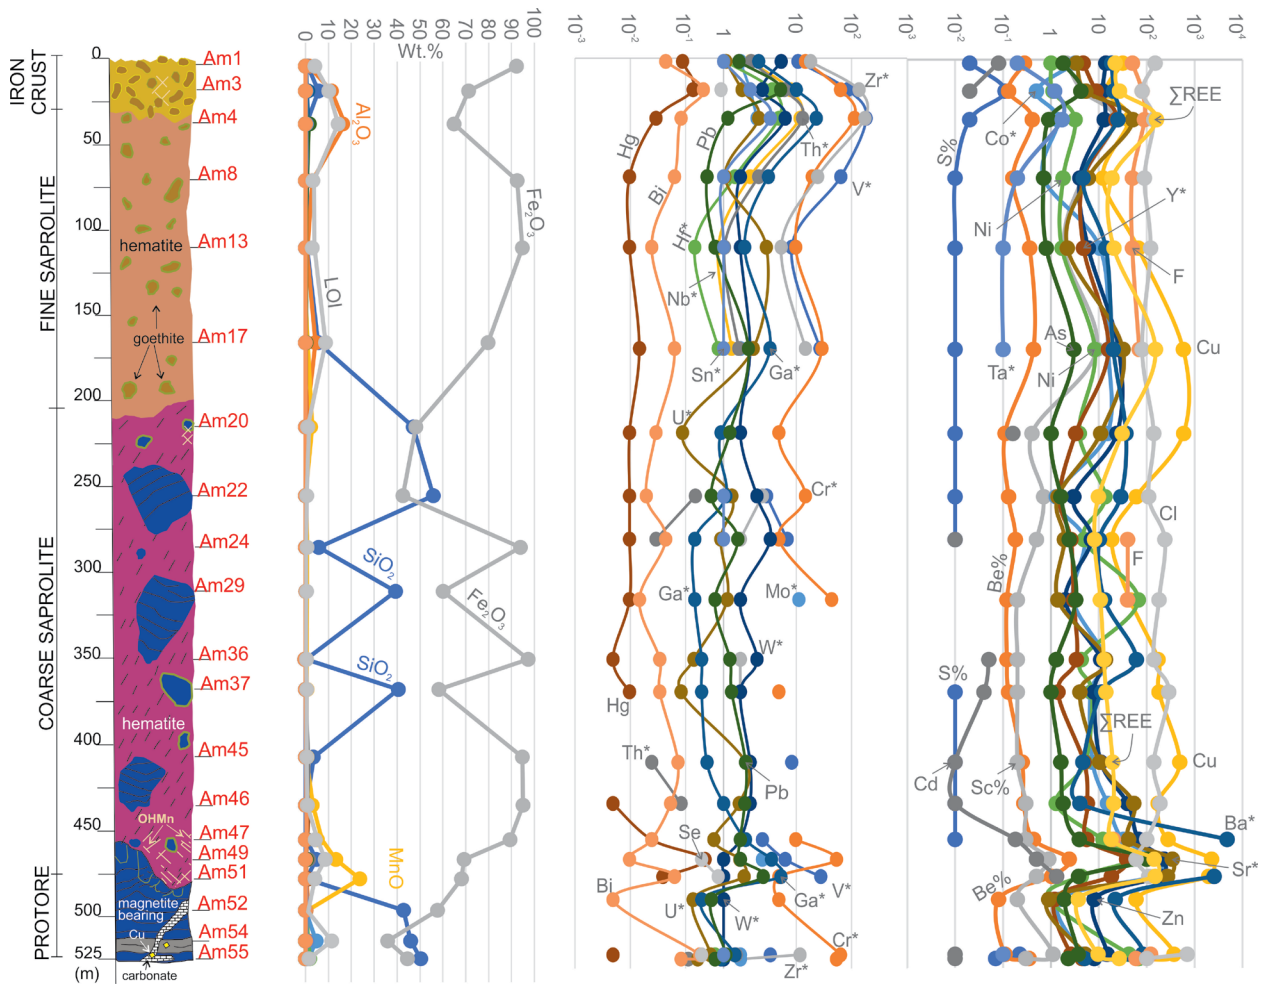 0 10 20 30 40 50 60 70 80 90 100
Wt.%
10⁻³ 10⁻² 10⁻¹ 1 10¹ 10² 10³
10⁻² 10⁻¹ 1 10¹ 10² 10³ 10⁴
IRON
CRUST
FINE SAPROLITE
COARSE SAPROLITE
PROTORE
0
50
100
150
200
250
300
350
400
450
500
525
(m)
Am1
Am3
Am4
Am8
Am13
Am17
Am20
Am22
Am24
Am29
Am36
Am37
Am45
Am46
Am47
Am49
Am51
Am52
Am54
Am55
hematite
goethite
hematite
OHMn
magnetite
bearing
Cu
carbonate
Al₂O₃
Fe₂O₃
LOI
SiO₂
Fe₂O₃
SiO₂
MnO
Zr*
Hg
Pb
Th*
Bi
V*
Hf*
Nb*
Sn*
Ga*
U*
Cr*
Ga*
Mo*
W*
Hg
Th*
Pb
Se
Bi
V*
Ga*
U*
W*
Cr*
Zr*
∑REE
S%
Co*
Y*
Ni
F
As
Cu
Ta*
Ni
Cl
Be%
F
S%
∑REE
Cd
Sc%
Cu
Ba*
Sr*
Be%
Zn